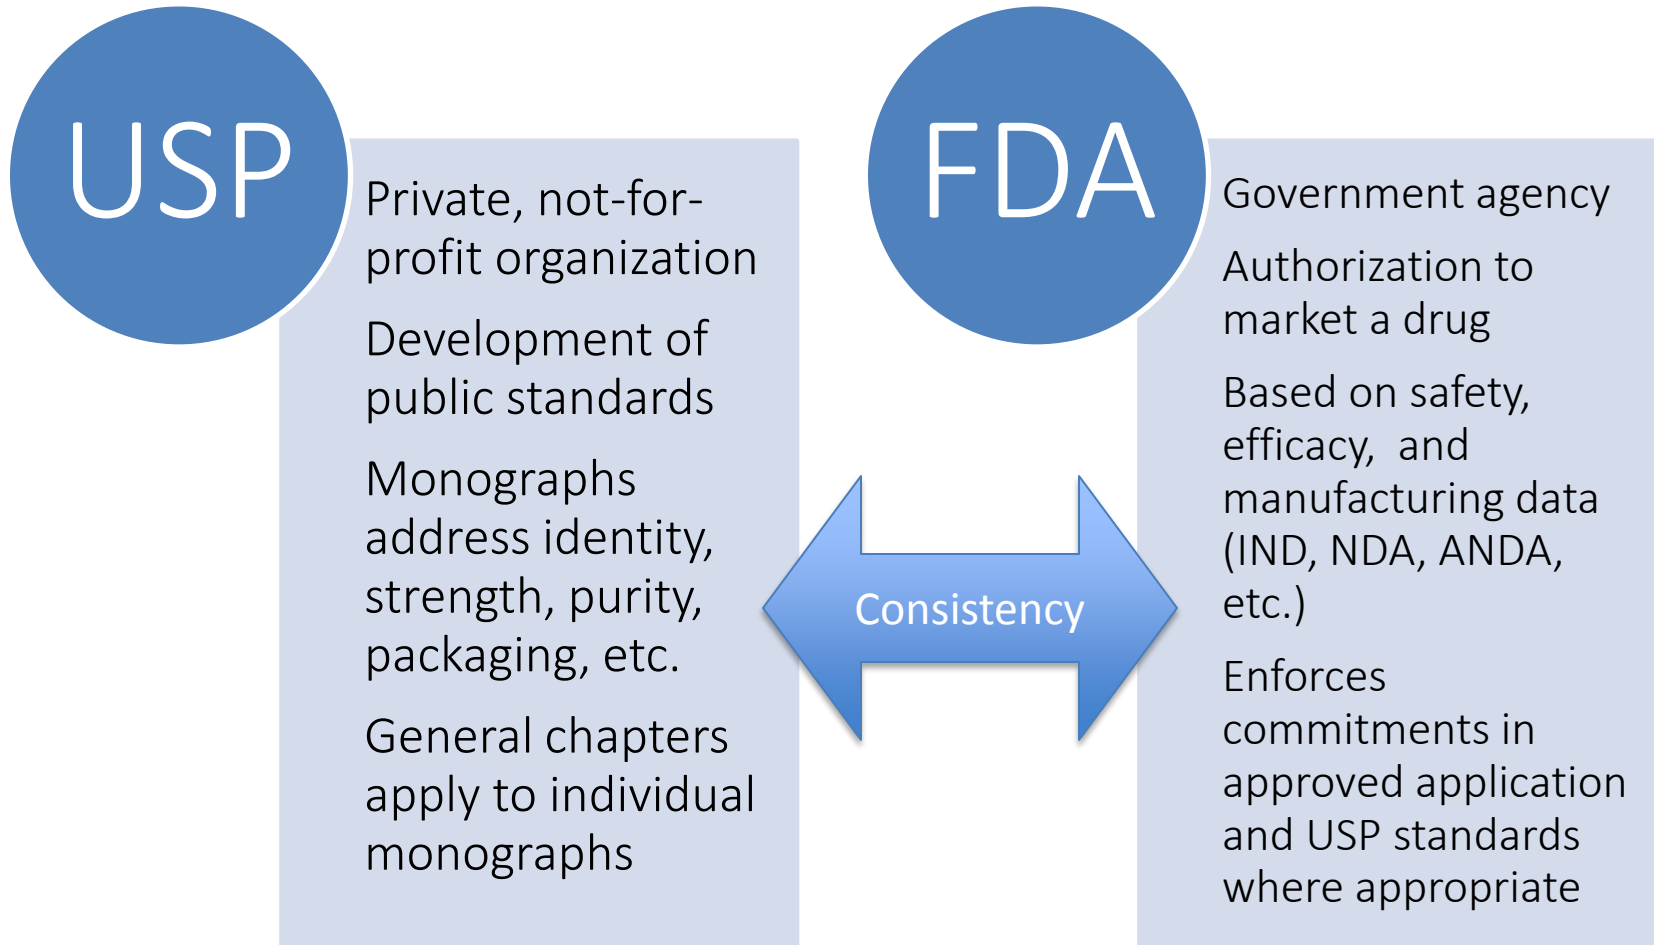 USP
Private, not-for-
profit organization
Development of
public standards
Monographs
address identity,
strength, purity,
packaging, etc.
General chapters
apply to individual
monographs
Consistency
FDA
Government agency
Authorization to
market a drug
Based on safety,
efficacy,  and
manufacturing data
(IND, NDA, ANDA,
etc.)
Enforces
commitments in
approved application
and USP standards
where appropriate